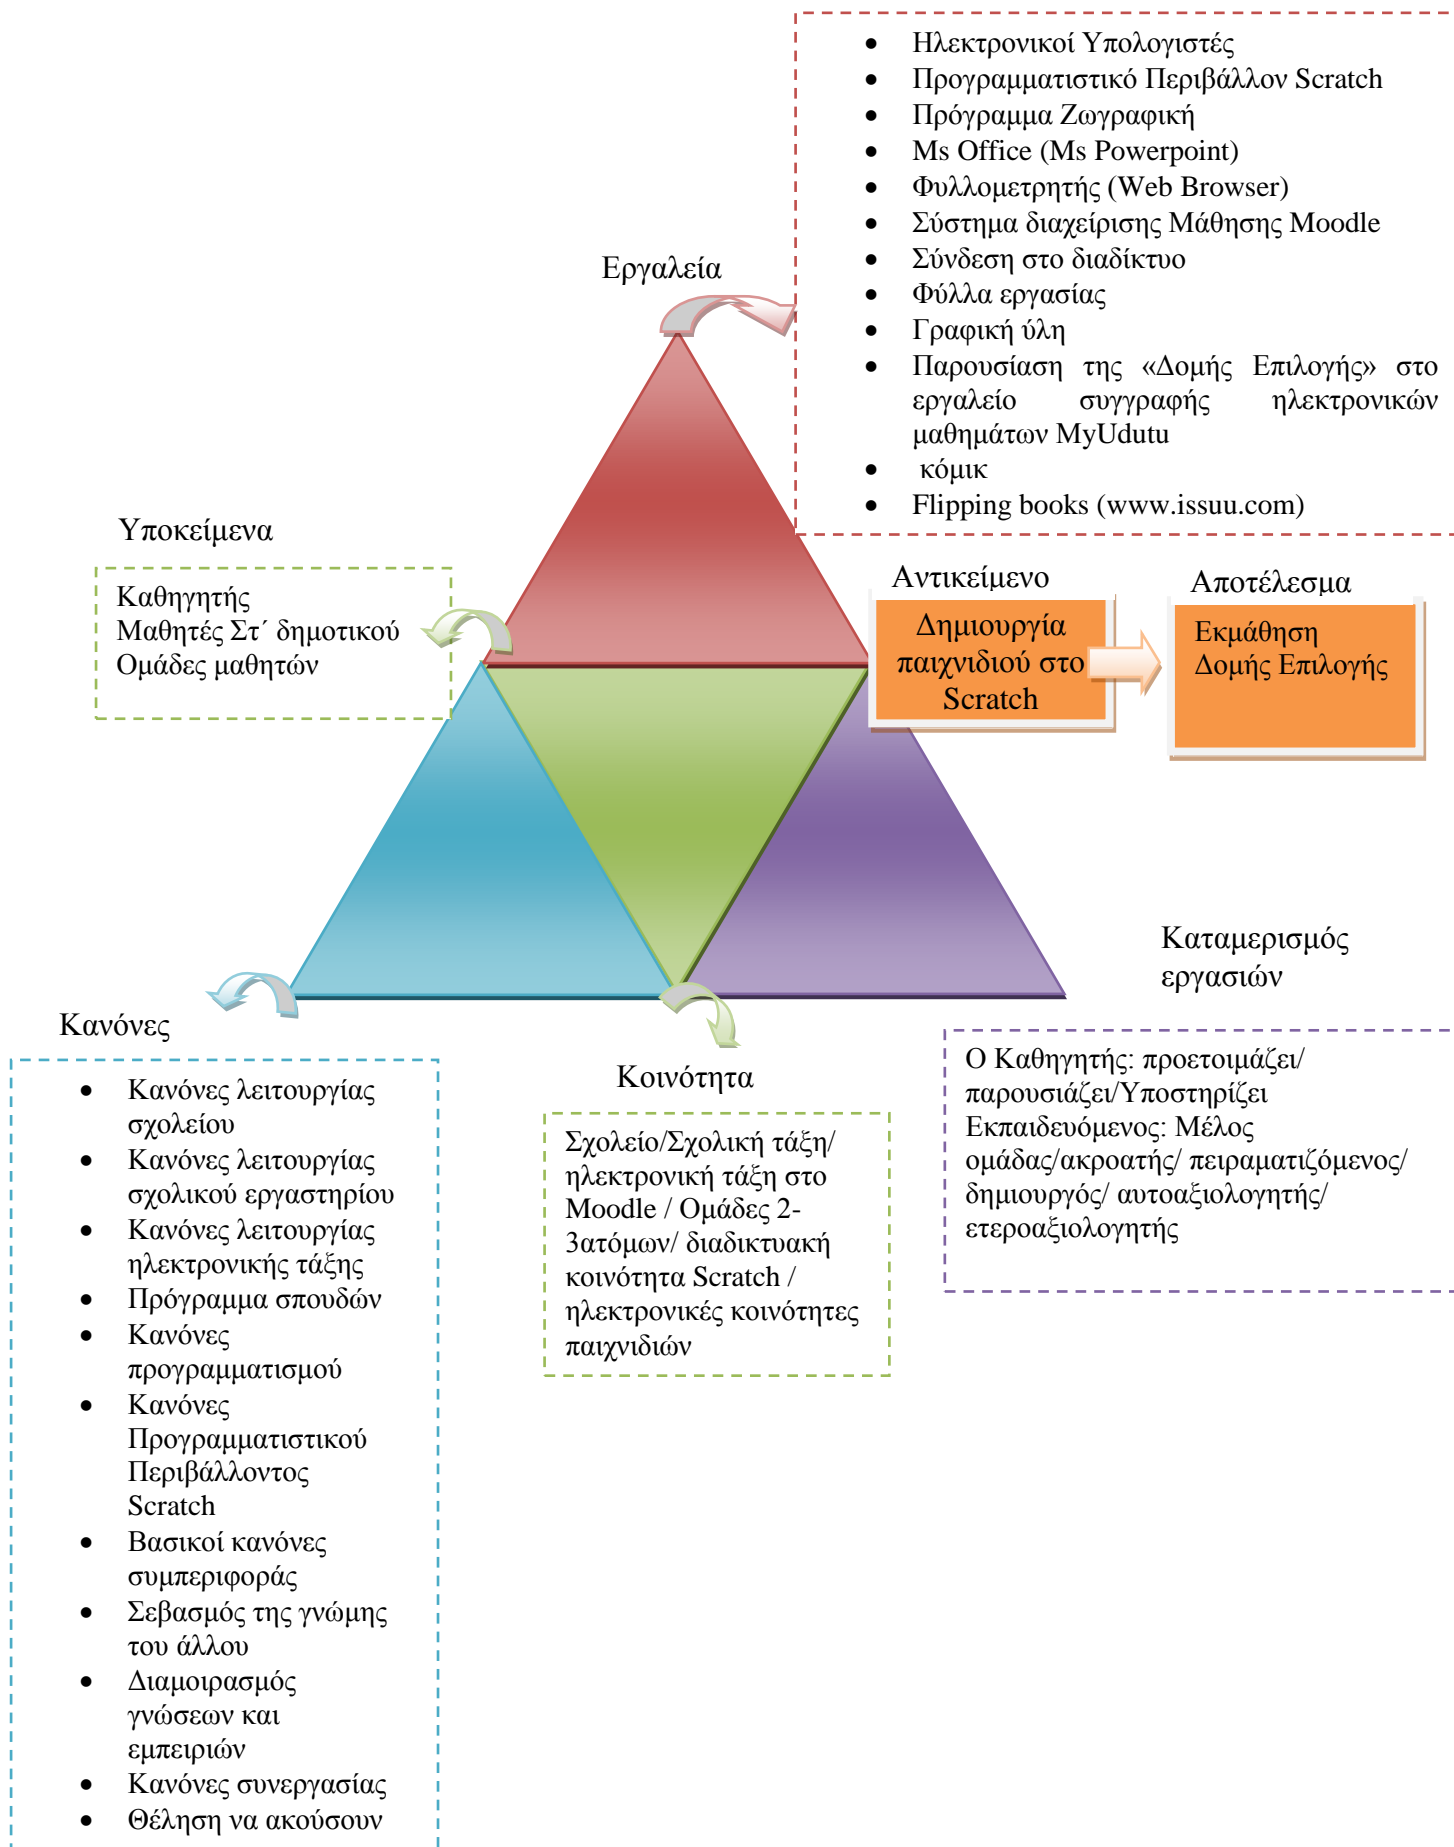 Ηλεκτρονικοί Υπολογιστές
Προγραμματιστικό Περιβάλλον Scratch
Πρόγραμμα Ζωγραφική
Ms Office (Ms Powerpoint)
Φυλλομετρητής (Web Browser)
Σύστημα διαχείρισης Μάθησης Moodle
Σύνδεση στο διαδίκτυο
Φύλλα εργασίας
Γραφική ύλη
Παρουσίαση της «Δομής Επιλογής» στο
εργαλείο συγγραφής ηλεκτρονικών
μαθημάτων MyUdutu
κόμικ
Flipping books (www.issuu.com)
Εργαλεία
Υποκείμενα
Καθηγητής
Μαθητές Στ΄ δημοτικού
Ομάδες μαθητών
Αντικείμενο
Δημιουργία
παιχνιδιού στο
Scratch
Αποτέλεσμα
Εκμάθηση
Δομής Επιλογής
Καταμερισμός
εργασιών
Ο Καθηγητής: προετοιμάζει/
παρουσιάζει/Υποστηρίζει
Εκπαιδευόμενος: Μέλος
ομάδας/ακροατής/ πειραματιζόμενος/
δημιουργός/ αυτοαξιολογητής/
ετεροαξιολογητής
Κοινότητα
Σχολείο/Σχολική τάξη/
ηλεκτρονική τάξη στο
Moodle / Ομάδες 2-
3ατόμων/ διαδικτυακή
κοινότητα Scratch /
ηλεκτρονικές κοινότητες
παιχνιδιών
Κανόνες
Κανόνες λειτουργίας
σχολείου
Κανόνες λειτουργίας
σχολικού εργαστηρίου
Κανόνες λειτουργίας
ηλεκτρονικής τάξης
Πρόγραμμα σπουδών
Κανόνες
προγραμματισμού
Κανόνες
Προγραμματιστικού
Περιβάλλοντος
Scratch
Βασικοί κανόνες
συμπεριφοράς
Σεβασμός της γνώμης
του άλλου
Διαμοιρασμός
γνώσεων και
εμπειριών
Κανόνες συνεργασίας
Θέληση να ακούσουν